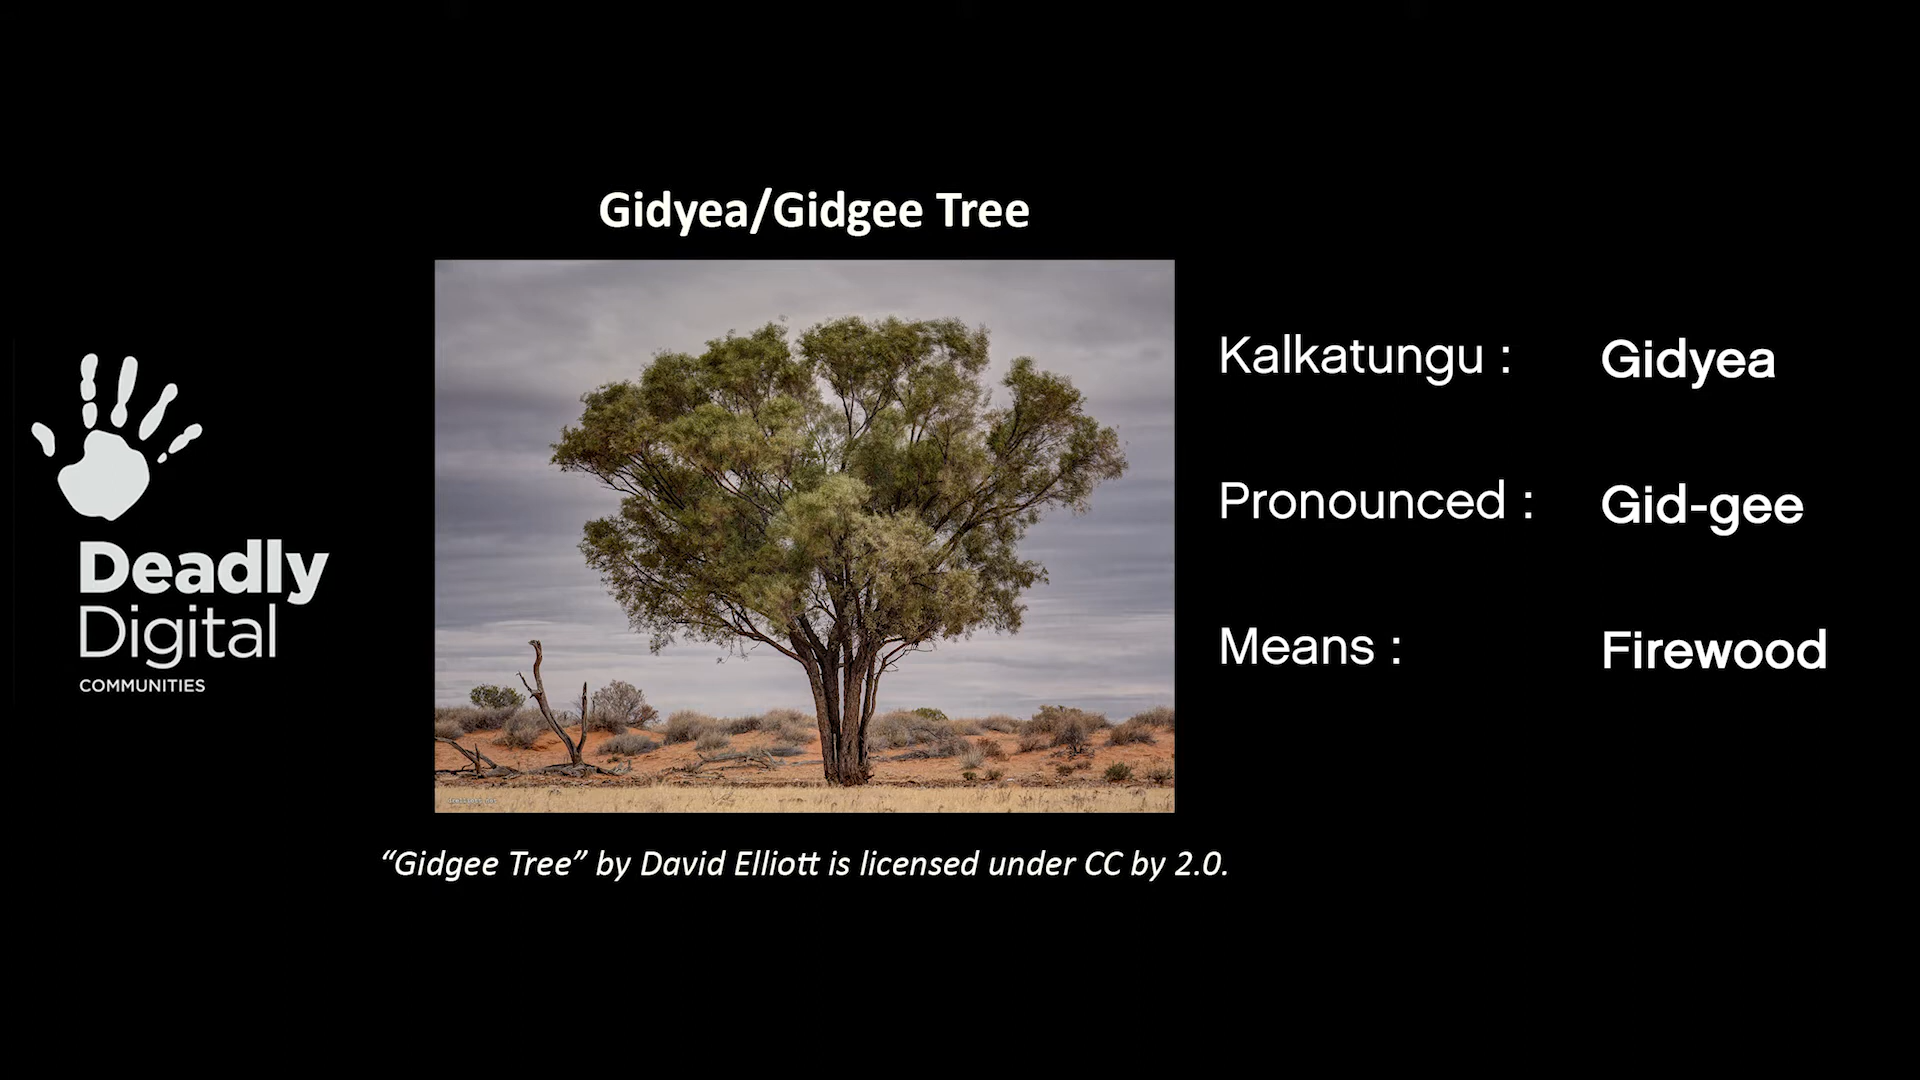 Gidyea/Gidgee Tree
Kalkatungu : Gidyea
Pronounced : Gid-gee
Means : Firewood
Deadly
Digital
COMMUNITIES
“Gidgee Tree” by David Elliott is licensed under CC by 2.0.